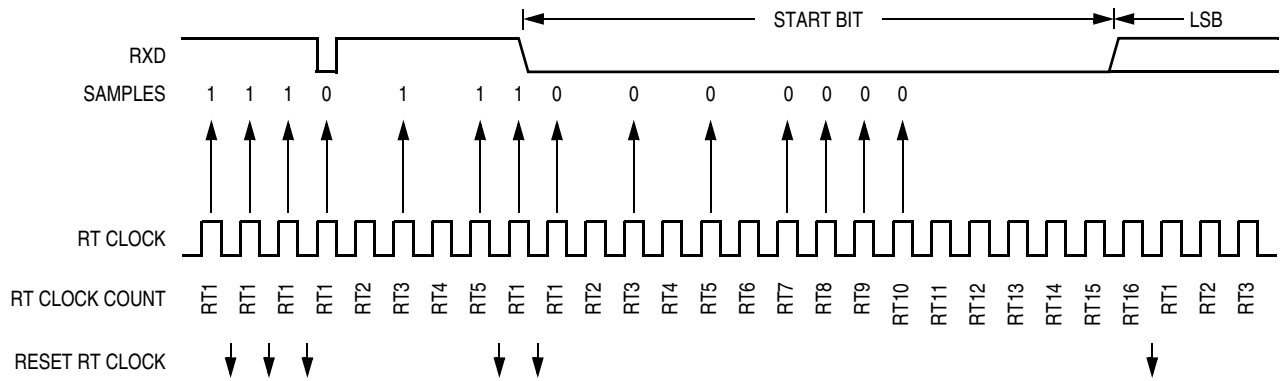 START BIT LSB
RXD
SAMPLES 1 1 1 0 1 1 1 0 0 0 0 0 0 0
RT CLOCK
RT CLOCK COUNT RT1 RT1 RT1 RT1 RT2 RT3 RT4 RT5 RT1 RT1 RT2 RT3 RT4 RT5 RT6 RT7 RT8 RT9 RT10 RT11 RT12 RT13 RT14 RT15 RT16 RT1 RT2 RT3
RESET RT CLOCK